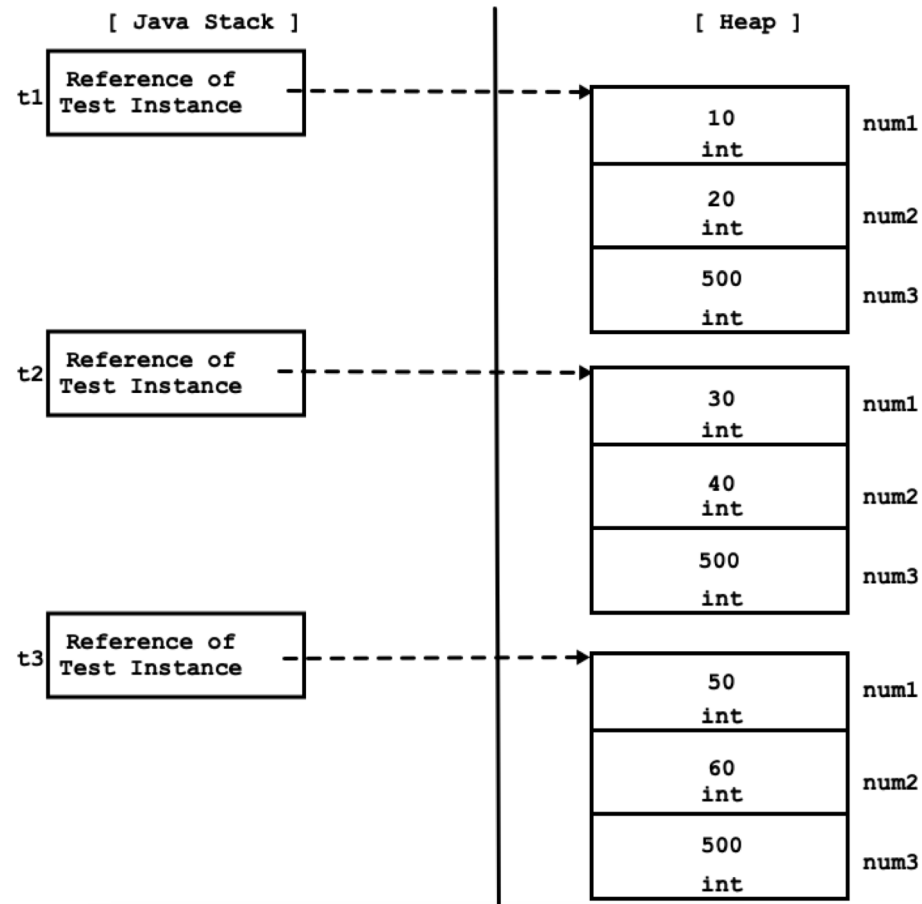 [ Java Stack ]
[ Heap ]
t1
Reference of
Test Instance
10
int
num1
20
int
num2
500
int
num3
t2
Reference of
Test Instance
30
int
num1
40
int
num2
500
int
num3
t3
Reference of
Test Instance
50
int
num1
60
int
num2
500
int
num3